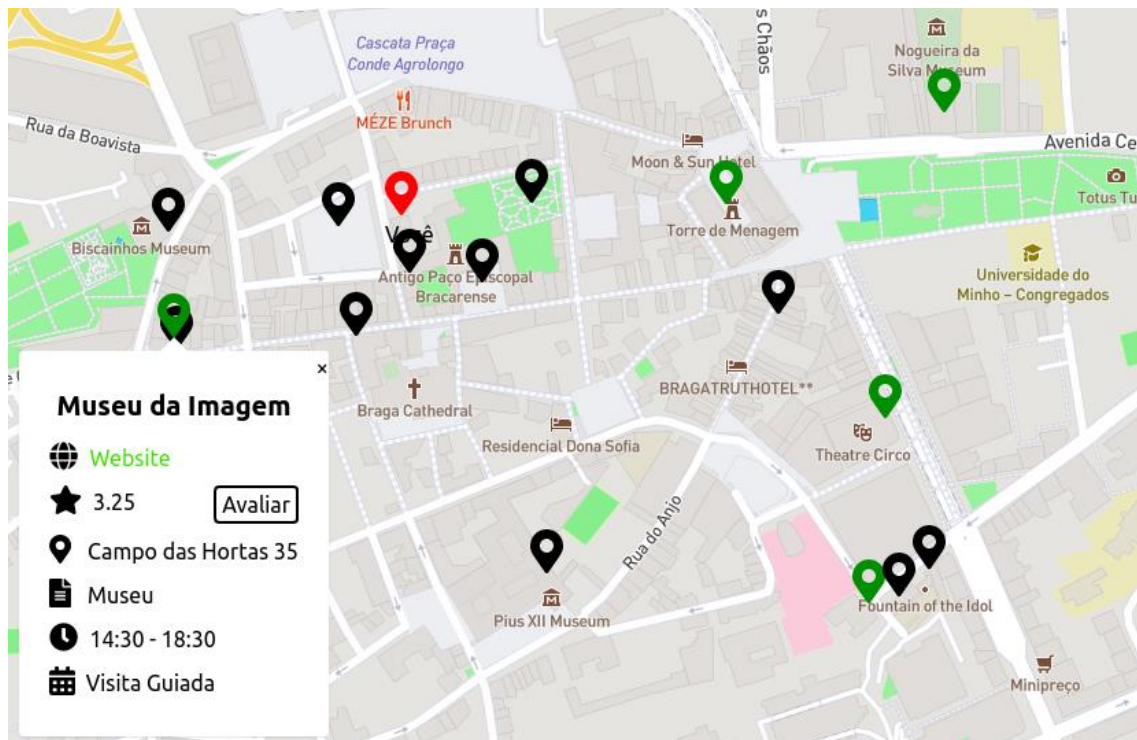 s Chãos
Cascata Praça
Conde Agrolongo
Nogueira da
Silva Museum
MÉZE Brunch
Rua da Boavista
Avenida Ce
Moon & Sun Hotel
Totus Tu
Biscainhos Museum
Você
Torre de Menagem
Antigo Paço Episcopal
Bracarense
Universidade do
Minho – Congregados
BRAGATRUTHOTEL**
Braga Cathedral
Residencial Dona Sofia
Theatre Circo
Rua do Anjo
Fountain of the Idol
Pius XII Museum
Minipreço
×
Museu da Imagem
Website
3.25
Avaliar
Campo das Hortas 35
Museu
14:30 - 18:30
Visita Guiada